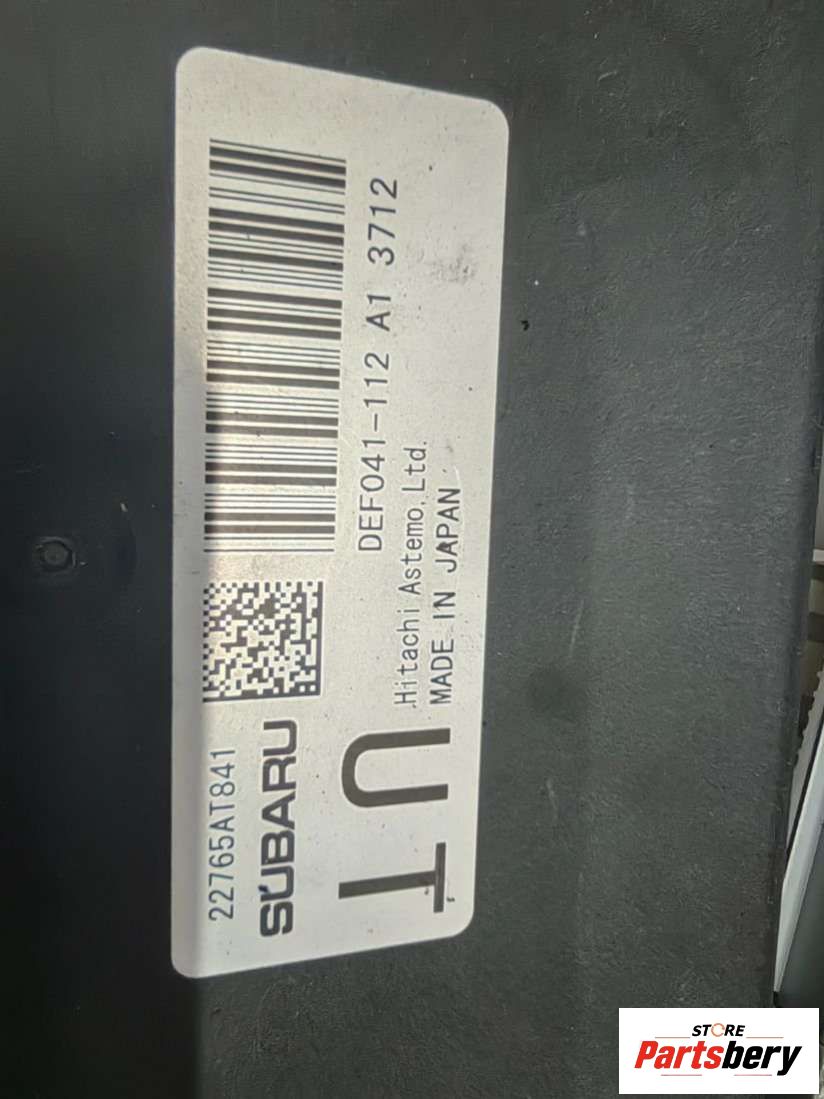 22765AT841
SUBARU
UT
DEF041-112 A1 3712
Hitachi Astemo, Ltd.
MADE IN JAPAN
STORE
Partsbery